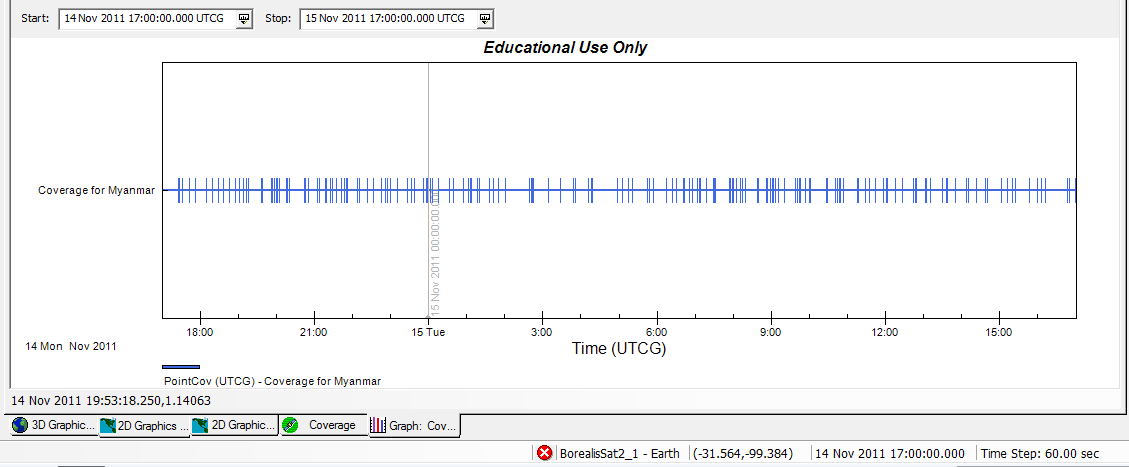 Start: 14 Nov 2011 17:00:00.000 UTCG Stop: 15 Nov 2011 17:00:00.000 UTCG
Educational Use Only
Coverage for Myanmar
15 Nov 2011 00:00:00.000
18:00 21:00 15 Tue 3:00 6:00 9:00 12:00 15:00
14 Mon Nov 2011
Time (UTCG)
PointCov (UTCG) - Coverage for Myanmar
14 Nov 2011 19:53:18.250,1.14063
3D Graphic... 2D Graphics ... 2D Graphic... Coverage Graph: Cov...
BorealisSat2_1 - Earth (-31.564,-99.384) 14 Nov 2011 17:00:00.000 Time Step: 60.00 sec